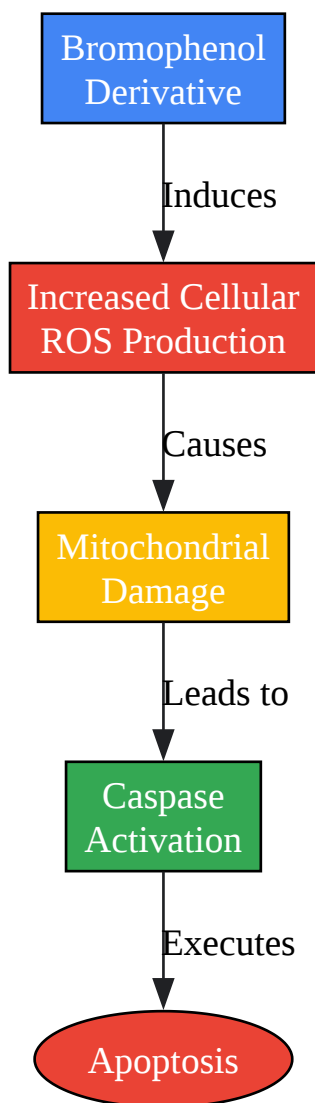 Bromophenol
Derivative
Induces
Increased Cellular
ROS Production
Causes
Mitochondrial
Damage
Leads to
Caspase
Activation
Executes
Apoptosis